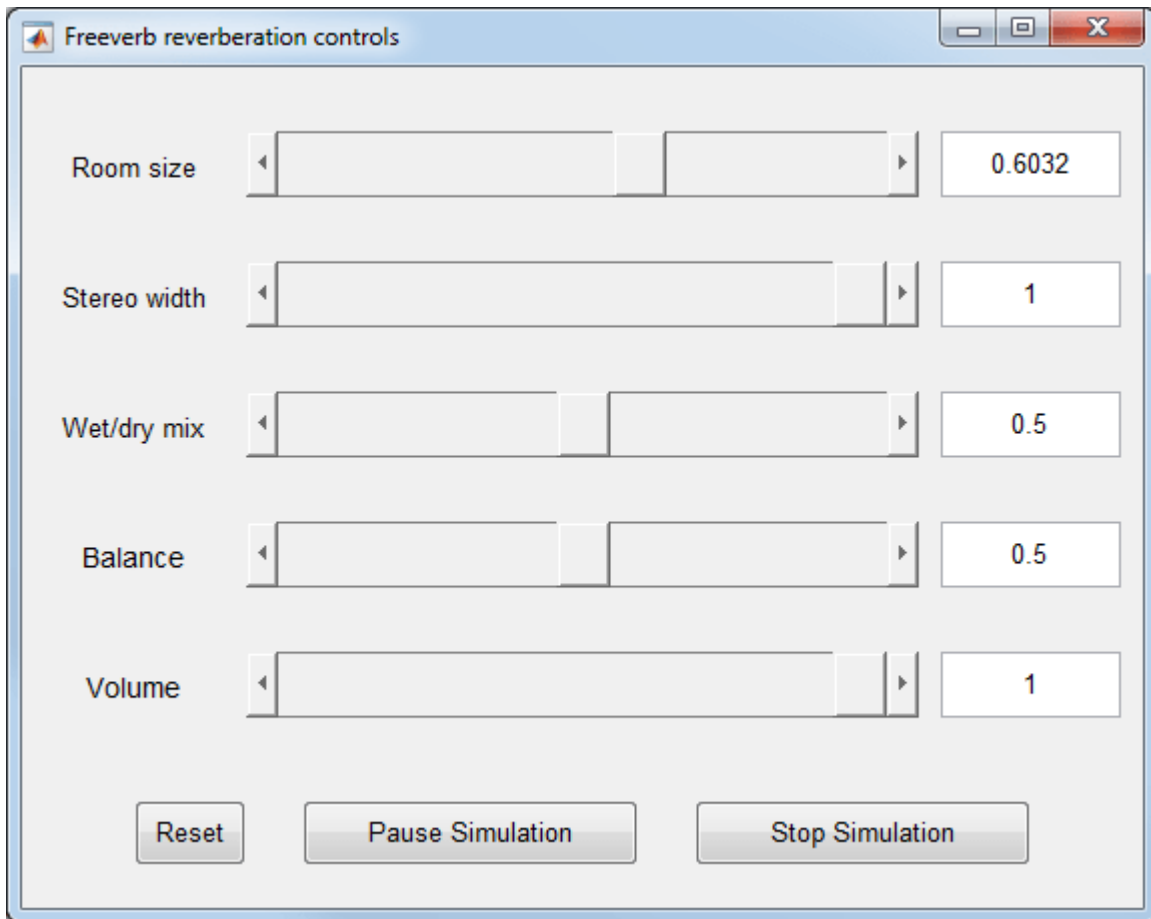 Freeverb reverberation controls
Room size
0.6032
Stereo width
1
Wet/dry mix
0.5
Balance
0.5
Volume
1
Reset
Pause Simulation
Stop Simulation